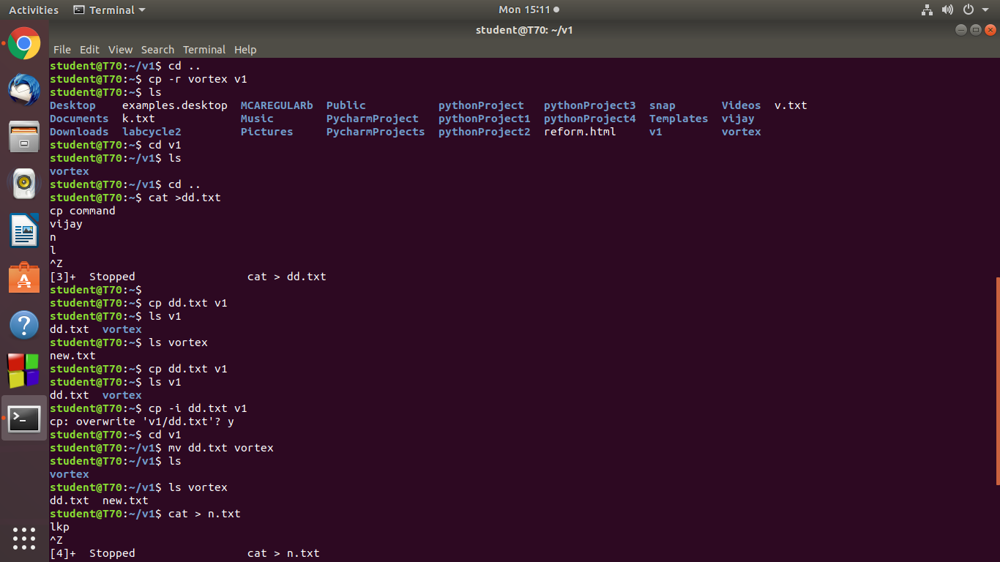 Activities Terminal Mon 15:11
student@T70: ~/v1
File Edit View Search Terminal Help
student@T70:~/v1$ cd ..
student@T70:~$ cp -r vortex v1
student@T70:~$ ls
Desktop examples.desktop MCAREGULARb Public pythonProject pythonProject3 snap Videos v.txt
Documents k.txt Music PycharmProject pythonProject1 pythonProject4 Templates vijay
Downloads labcycle2 Pictures PycharmProjects pythonProject2 reform.html v1 vortex
student@T70:~$ cd v1
student@T70:~/v1$ ls
vortex
student@T70:~/v1$ cd ..
student@T70:~$ cat >dd.txt
cp command
vijay
n
l
^Z
[3]+ Stopped cat > dd.txt
student@T70:~$
student@T70:~$ cp dd.txt v1
student@T70:~$ ls v1
dd.txt vortex
student@T70:~$ ls vortex
new.txt
student@T70:~$ cp dd.txt v1
student@T70:~$ ls v1
dd.txt vortex
student@T70:~$ cp -i dd.txt v1
cp: overwrite 'v1/dd.txt'? y
student@T70:~$ cd v1
student@T70:~/v1$ mv dd.txt vortex
student@T70:~/v1$ ls
vortex
student@T70:~/v1$ ls vortex
dd.txt new.txt
student@T70:~/v1$ cat > n.txt
lkp
^Z
[4]+ Stopped cat > n.txt